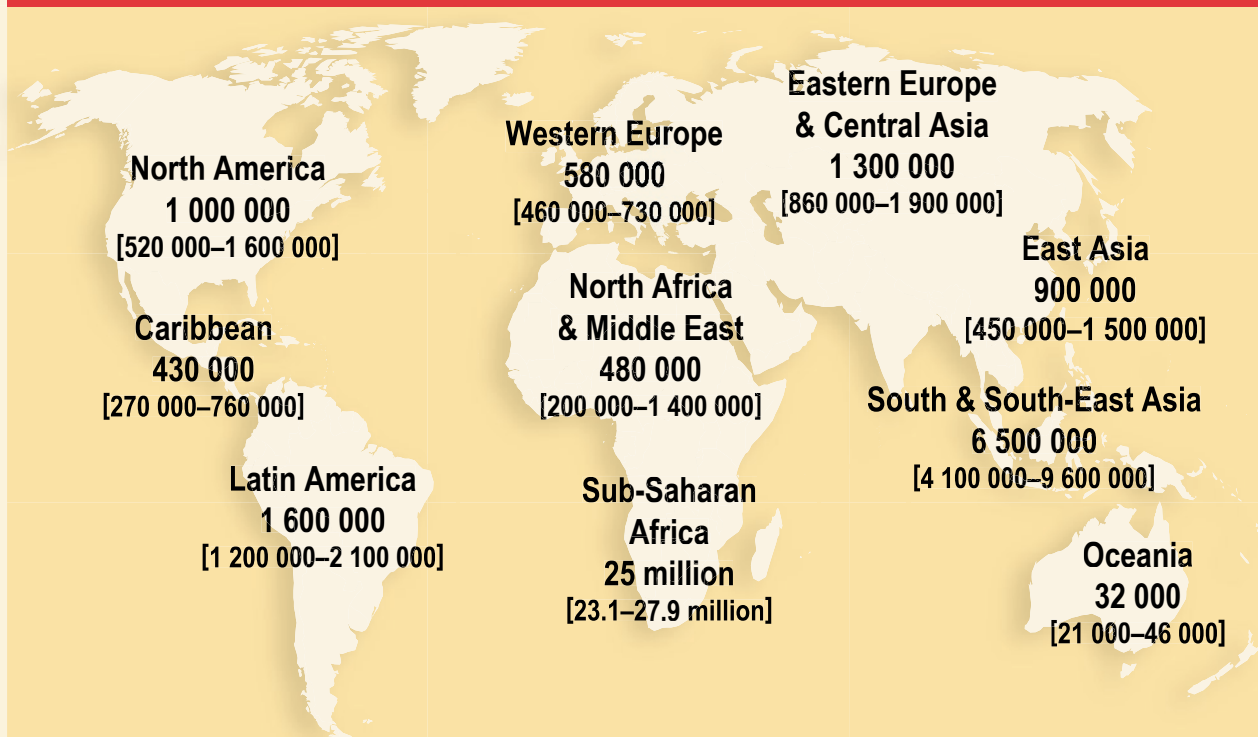 North America
1 000 000
[520 000–1 600 000]
Caribbean
430 000
[270 000–760 000]
Latin America
1 600 000
[1 200 000–2 100 000]
Western Europe
580 000
[460 000–730 000]
North Africa
& Middle East
480 000
[200 000–1 400 000]
Sub-Saharan
Africa
25 million
[23.1–27.9 million]
Eastern Europe
& Central Asia
1 300 000
[860 000–1 900 000]
East Asia
900 000
[450 000–1 500 000]
South & South-East Asia
6 500 000
[4 100 000–9 600 000]
Oceania
32 000
[21 000–46 000]